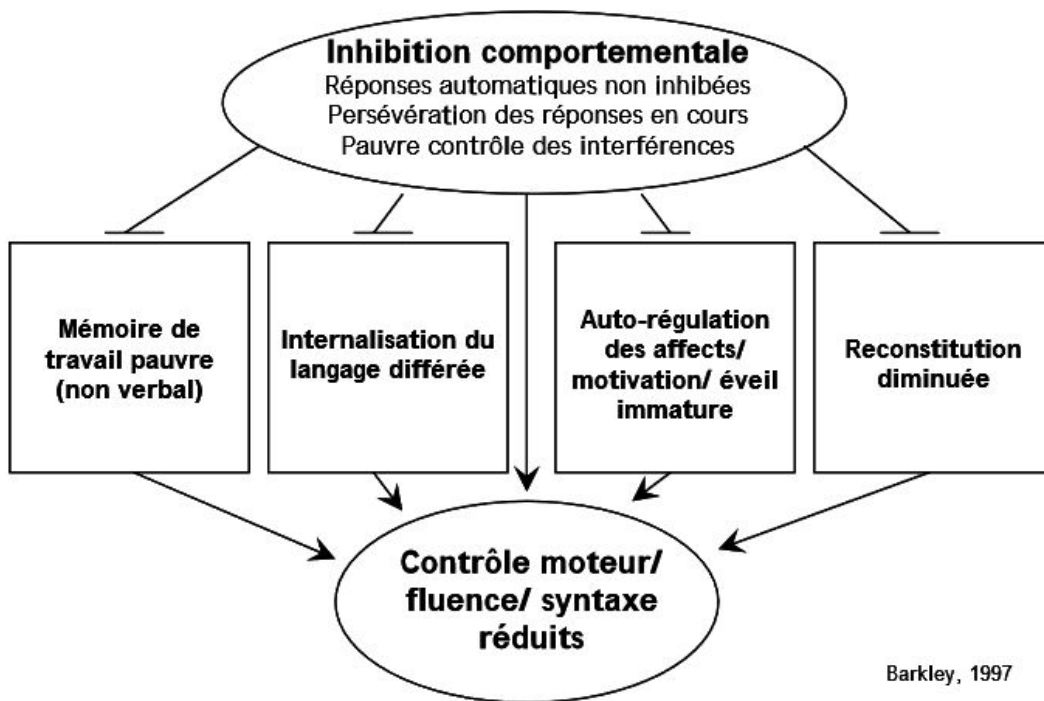 Inhibition comportementale
Réponses automatiques non inhibées
Persévération des réponses en cours
Pauvre contrôle des interférences
Mémoire de
travail pauvre
(non verbal)
Internalisation du
langage différée
Auto-régulation
des affects/
motivation/ éveil
immature
Reconstitution
diminuée
Contrôle moteur/
fluence/ syntaxe
réduits
Barkley, 1997